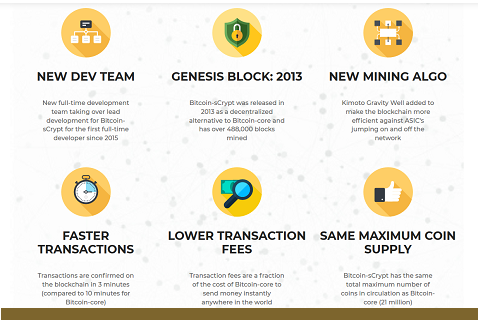 NEW DEV TEAM
New full-time development
team taking over lead
development for Bitcoin-
sCrypt for the first full-time
developer since 2015
GENESIS BLOCK: 2013
Bitcoin-sCrypt was released in
2013 as a decentralized
alternative to Bitcoin-core and
has over 488,000 blocks
mined
NEW MINING ALGO
Kimoto Gravity Well added to
make the blockchain more
efficient against ASIC's
jumping on and off the
network
FASTER
TRANSACTIONS
Transactions are confirmed on
the blockchain in 3 minutes
(compared to 10 minutes for
Bitcoin-core)
LOWER TRANSACTION
FEES
Transaction fees are a fraction
of the cost of Bitcoin-core to
send money instantly
anywhere in the world
SAME MAXIMUM COIN
SUPPLY
Bitcoin-sCrypt has the same
total maximum number of
coins in circulation as Bitcoin-
core (21 million)